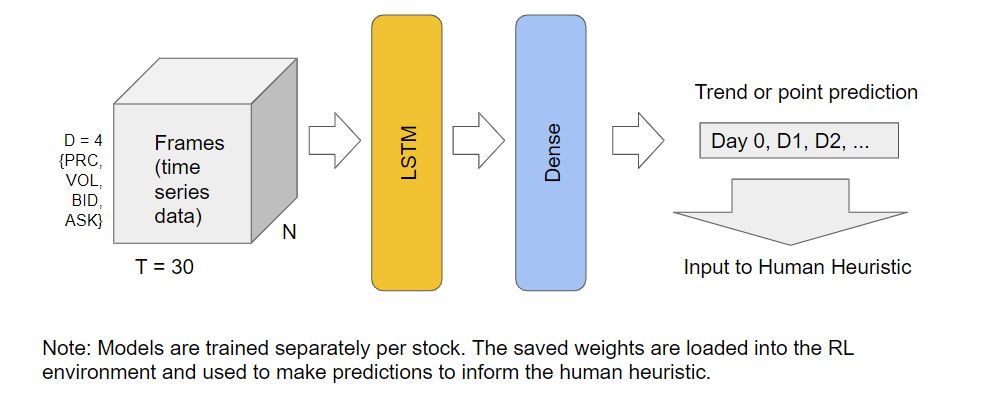 D = 4
{PRC,
VOL,
BID,
ASK}
Frames
(time
series
data)
N
T = 30
LSTM
Dense
Trend or point prediction
Day 0, D1, D2, ...
Input to Human Heuristic
Note: Models are trained separately per stock. The saved weights are loaded into the RL
environment and used to make predictions to inform the human heuristic.